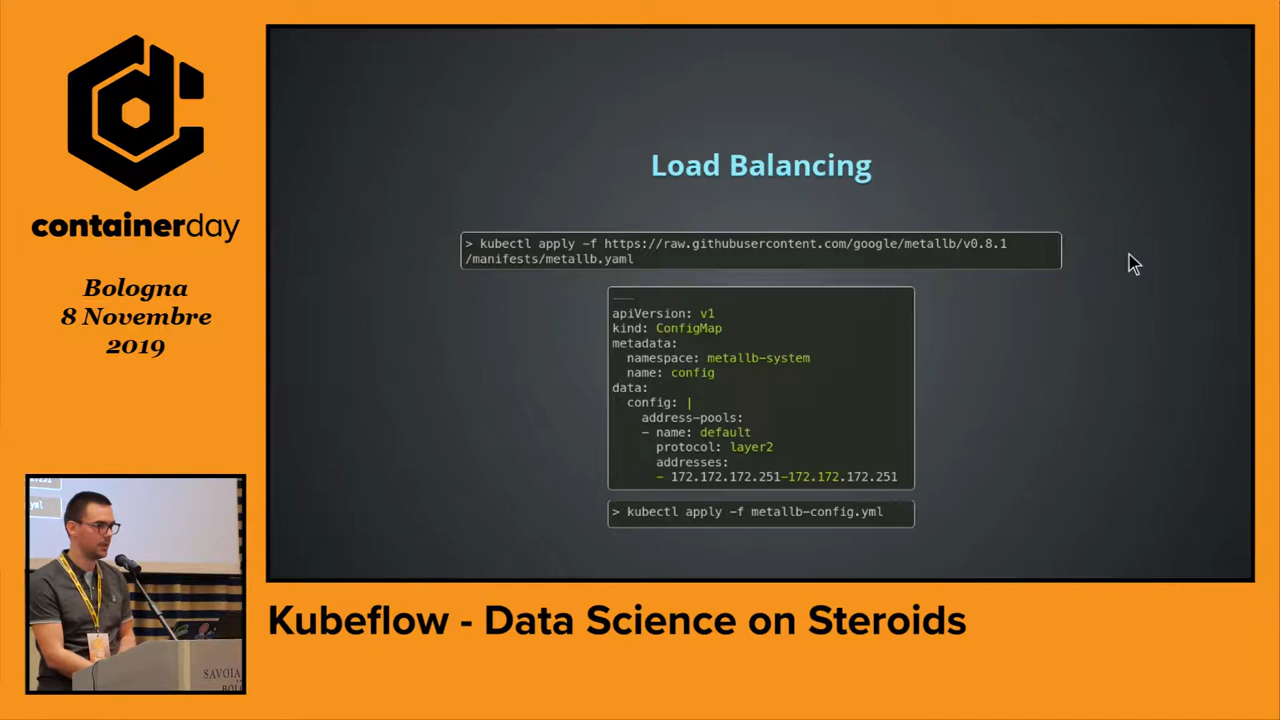 containerday
Bologna
8 Novembre
2019
Load Balancing
> kubectl apply -f https://raw.githubusercontent.com/google/metallb/v0.8.1
/manifests/metallb.yaml
---
apiVersion: v1
kind: ConfigMap
metadata:
namespace: metallb-system
name: config
data:
config: |
address-pools:
- name: default
protocol: layer2
addresses:
- 172.172.172.251-172.172.172.251
> kubectl apply -f metallb-config.yml
Kubeflow - Data Science on Steroids
SAVOIA